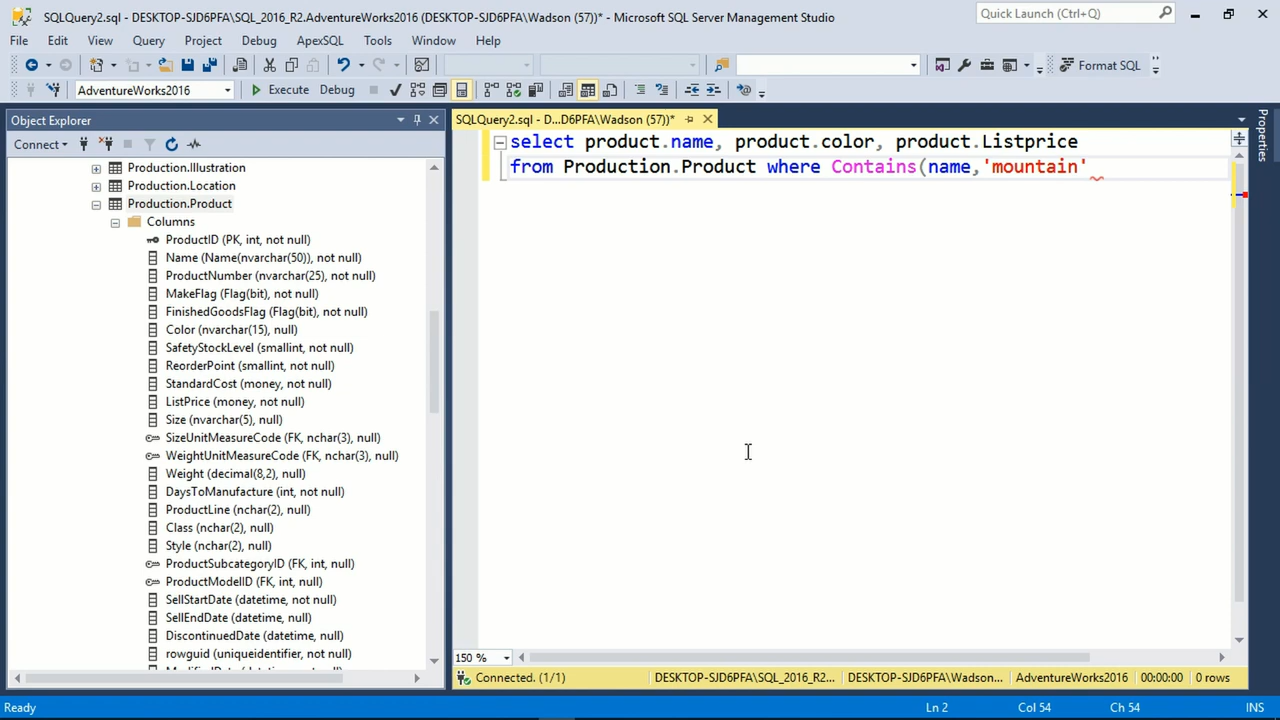 SQLQuery2.sql - DESKTOP-SJD6PFA\SQL_2016_R2.AdventureWorks2016 (DESKTOP-SJD6PFA\Wadson (57))* - Microsoft SQL Server Management Studio
Quick Launch (Ctrl+Q)
File Edit View Query Project Debug ApexSQL Tools Window Help
AdventureWorks2016 Execute Debug Format SQL
Object Explorer
Connect
Production.Illustration
Production.Location
Production.Product
Columns
ProductID (PK, int, not null)
Name (Name(nvarchar(50)), not null)
ProductNumber (nvarchar(25), not null)
MakeFlag (Flag(bit), not null)
FinishedGoodsFlag (Flag(bit), not null)
Color (nvarchar(15), null)
SafetyStockLevel (smallint, not null)
ReorderPoint (smallint, not null)
StandardCost (money, not null)
ListPrice (money, not null)
Size (nvarchar(5), null)
SizeUnitMeasureCode (FK, nchar(3), null)
WeightUnitMeasureCode (FK, nchar(3), null)
Weight (decimal(8,2), null)
DaysToManufacture (int, not null)
ProductLine (nchar(2), null)
Class (nchar(2), null)
Style (nchar(2), null)
ProductSubcategoryID (FK, int, null)
ProductModelID (FK, int, null)
SellStartDate (datetime, not null)
SellEndDate (datetime, null)
DiscontinuedDate (datetime, null)
rowguid (uniqueidentifier, not null)
SQLQuery2.sql - D...D6PFA\Wadson (57))*
select product.name, product.color, product.Listprice
from Production.Product where Contains(name,'mountain'
Properties
150 %
Connected. (1/1) DESKTOP-SJD6PFA\SQL_2016_R2... DESKTOP-SJD6PFA\Wadson... AdventureWorks2016 00:00:00 0 rows
Ready Ln 2 Col 54 Ch 54 INS